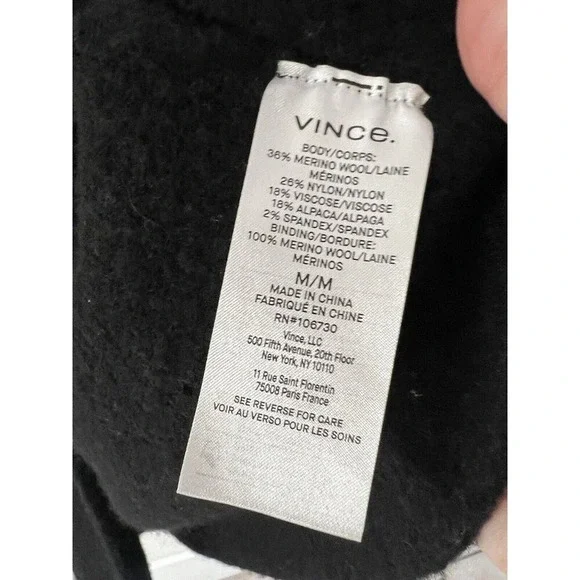 VINCE.
BODY/CORPS:
36% MERINO WOOL/LAINE
MÉRINOS
26% NYLON/NYLON
18% VISCOSE/VISCOSE
18% ALPACA/ALPAGA
2% SPANDEX/SPANDEX
BINDING/BORDURE:
100% MERINO WOOL/LAINE
MÉRINOS
M/M
MADE IN CHINA
FABRIQUÉ EN CHINE
RN#106730
Vince, LLC
500 Fifth Avenue, 20th Floor
New York, NY 10110
11 Rue Saint Florentin
75008 Paris France
SEE REVERSE FOR CARE
VOIR AU VERSO POUR LES SOINS